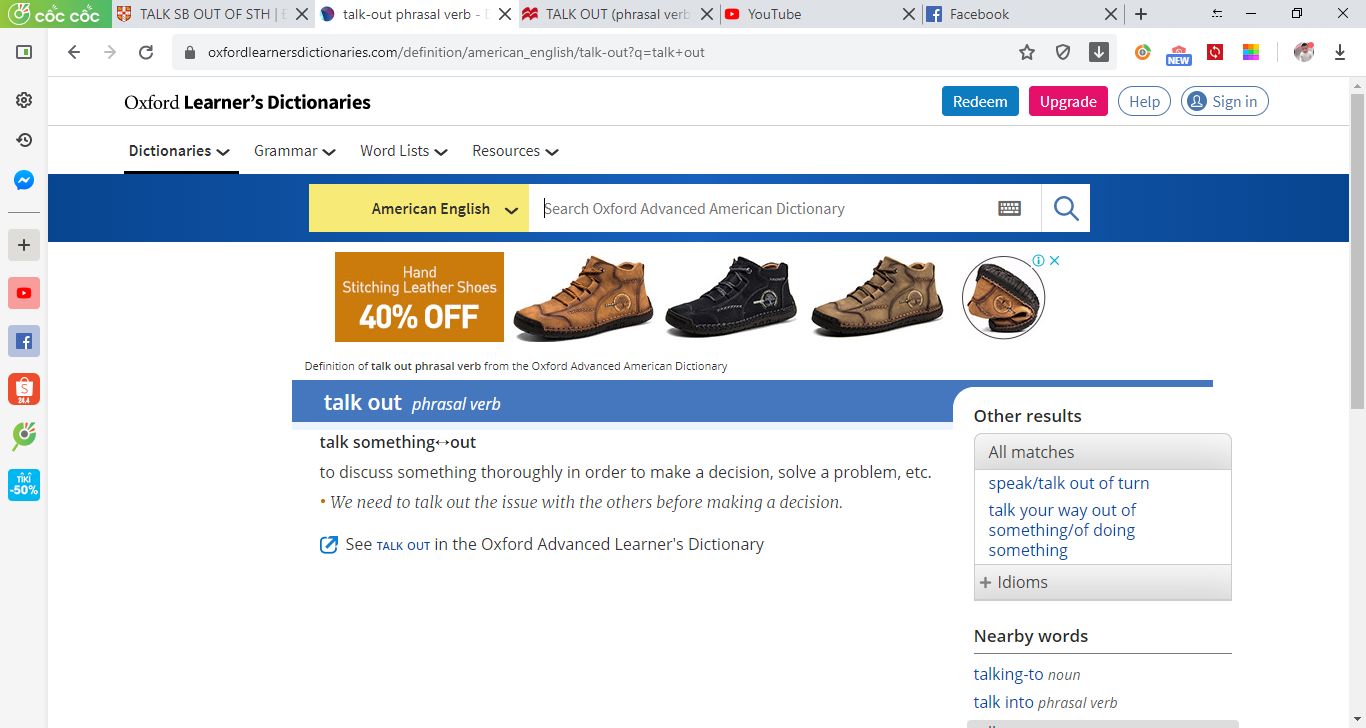 cốc cốc
TALK SB OUT OF STH |
talk-out phrasal verb -
TALK OUT (phrasal verb
YouTube
Facebook
oxfordlearnersdictionaries.com/definition/american_english/talk-out?q=talk+out
NEW
Oxford Learner's Dictionaries
Redeem
Upgrade
Help
Sign in
Dictionaries
Grammar
Word Lists
Resources
American English
Search Oxford Advanced American Dictionary
Hand
Stitching Leather Shoes
40% OFF
Definition of talk out phrasal verb from the Oxford Advanced American Dictionary
talk out phrasal verb
talk something↔out
to discuss something thoroughly in order to make a decision, solve a problem, etc.
• We need to talk out the issue with the others before making a decision.
See TALK OUT in the Oxford Advanced Learner's Dictionary
Other results
All matches
speak/talk out of turn
talk your way out of
something/of doing
something
+ Idioms
Nearby words
talking-to noun
talk into phrasal verb
S
24.4
TIKI
-50%